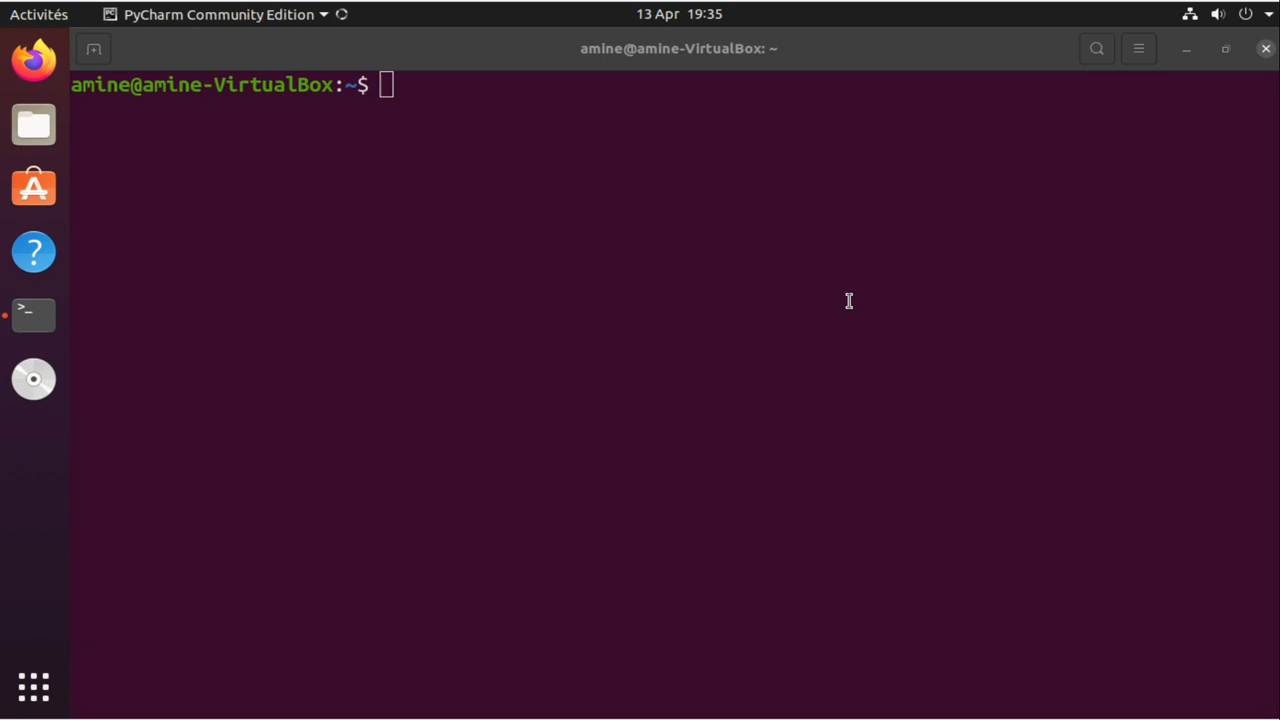 Activités PyCharm Community Edition 13 Apr 19:35
amine@amine-VirtualBox: ~
amine@amine-VirtualBox:~$